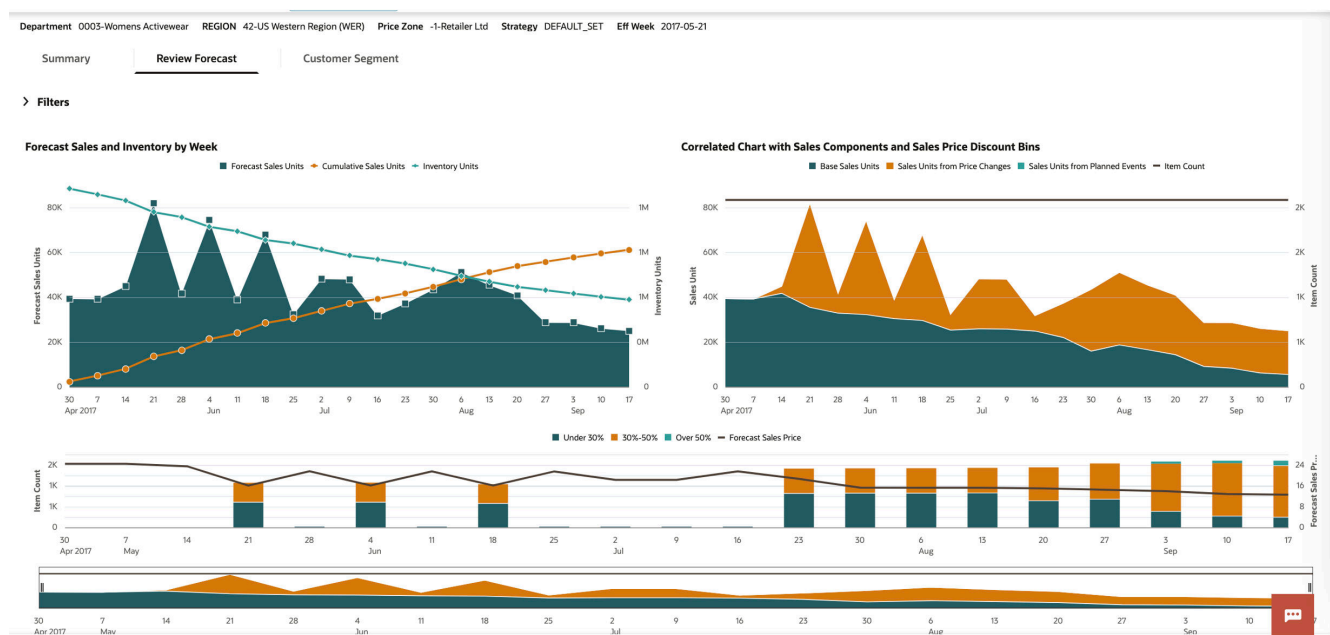 Department 0003-Womens Activewear REGION 42-US Western Region (WER) Price Zone -1-Retailer Ltd Strategy DEFAULT_SET Eff Week 2017-05-21
Summary Review Forecast Customer Segment
Filters
Forecast Sales and Inventory by Week
Forecast Sales Units Cumulative Sales Units Inventory Units
Forecast Sales Units
80K
60K
40K
20K
0
1M
1M
1M
0M
0
Inventory Units
30 7 14 21 28 4 11 18 25 2 9 16 23 30 6 13 20 27 3 10 17
Apr 2017 Jun Jul Aug Sep
Correlated Chart with Sales Components and Sales Price Discount Bins
Base Sales Units Sales Units from Price Changes Sales Units from Planned Events Item Count
Sales Unit
80K
60K
40K
20K
0
2K
2K
1K
1K
0
Item Count
30 7 14 21 28 4 11 18 25 2 9 16 23 30 6 13 20 27 3 10 17
Apr 2017 Jun Jul Aug Sep
Under 30% 30%-50% Over 50% Forecast Sales Price
Item Count
2K
1K
1K
0
24
16
8
0
Forecast Sales Pr...
30 7 14 21 28 4 11 18 25 2 9 16 23 30 6 13 20 27 3 10 17
Apr 2017 May Jun Jul Aug Sep
30 7 14 21 28 4 11 18 25 2 9 16 23 30 6 13 20 27 3 10 7
Apr 2017 May Jun Jul Aug Sep